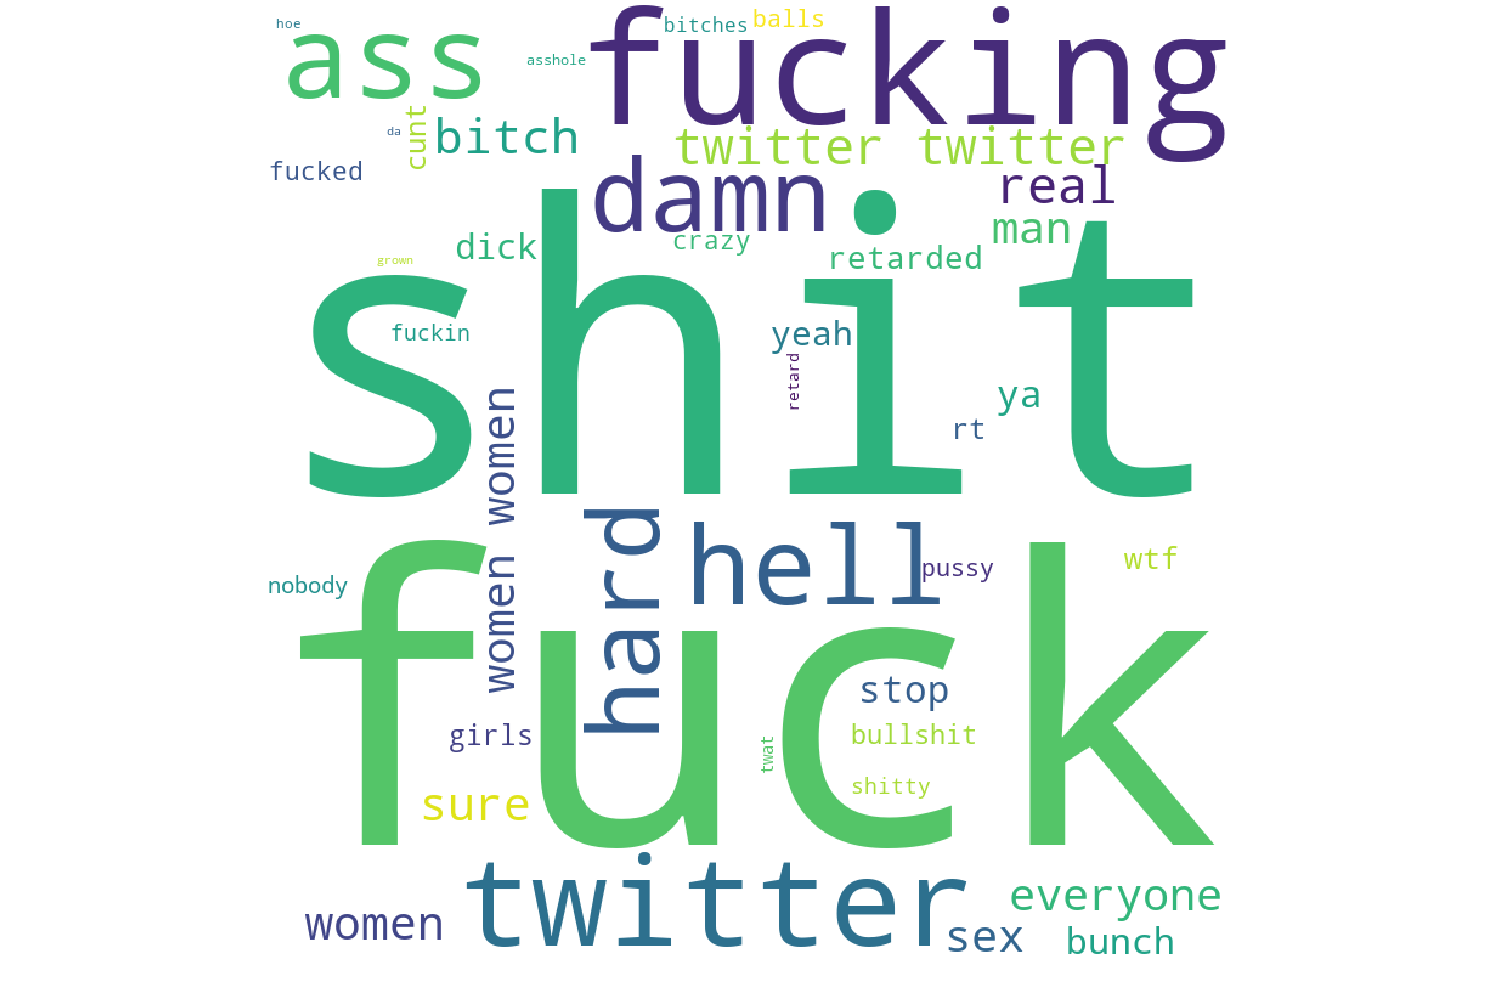 hoe
ass
fucking
bitches
balls
asshole
da
cunt
bitch
twitter twitter
fucked
damn
real
man
dick
crazy
retarded
grown
shit
fuckin
yeah
retard
ya
rt
women women
hard
hell
pussy
wtf
nobody
fuck
stop
girls
bullshit
twat
shitty
sure
twitter
everyone
women
sex
bunch